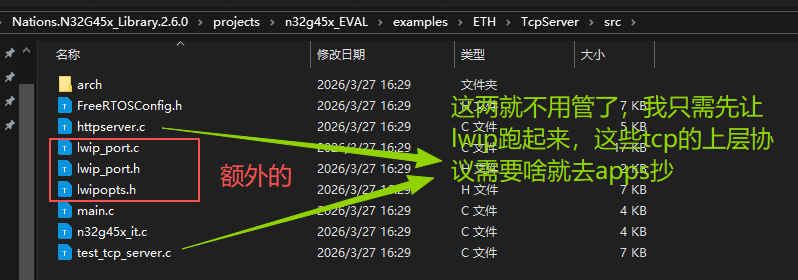 Nations.N32G45x_Library.2.6.0 > projects > n32g45x_EVAL > examples > ETH > TcpServer > src >
名称 修改日期 类型 大小
arch 2026/3/27 16:29 文件夹
FreeRTOSConfig.h 2026/3/27 16:29 7 KB
httpserver.c 2026/3/27 16:29 5 KB
lwip_port.c 2026/3/27 16:29 KB
lwip_port.h 2026/3/27 16:29 2 KB
lwipopts.h 2026/3/27 16:29 H 文件 7 KB
main.c 2026/3/27 16:29 C 文件 4 KB
n32g45x_it.c 2026/3/27 16:29 C 文件 4 KB
test_tcp_server.c 2026/3/27 16:29 C 文件 7 KB
额外的
这两就不用管了，我只需先让
lwip跑起来，这些tcp的上层协
议需要啥就去apps抄